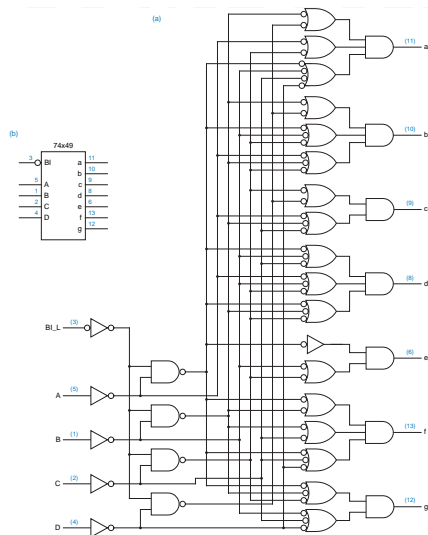 (a)
(11) a
(b)
74x49
3 BI a 11
b 10
5 A c 9
1 B d 8
2 C e 6
4 D f 13
g 12
(10) b
(9) c
(8) d
BI_L (3)
(6) e
A (5)
B (1)
(13) f
C (2)
(12) g
D (4)